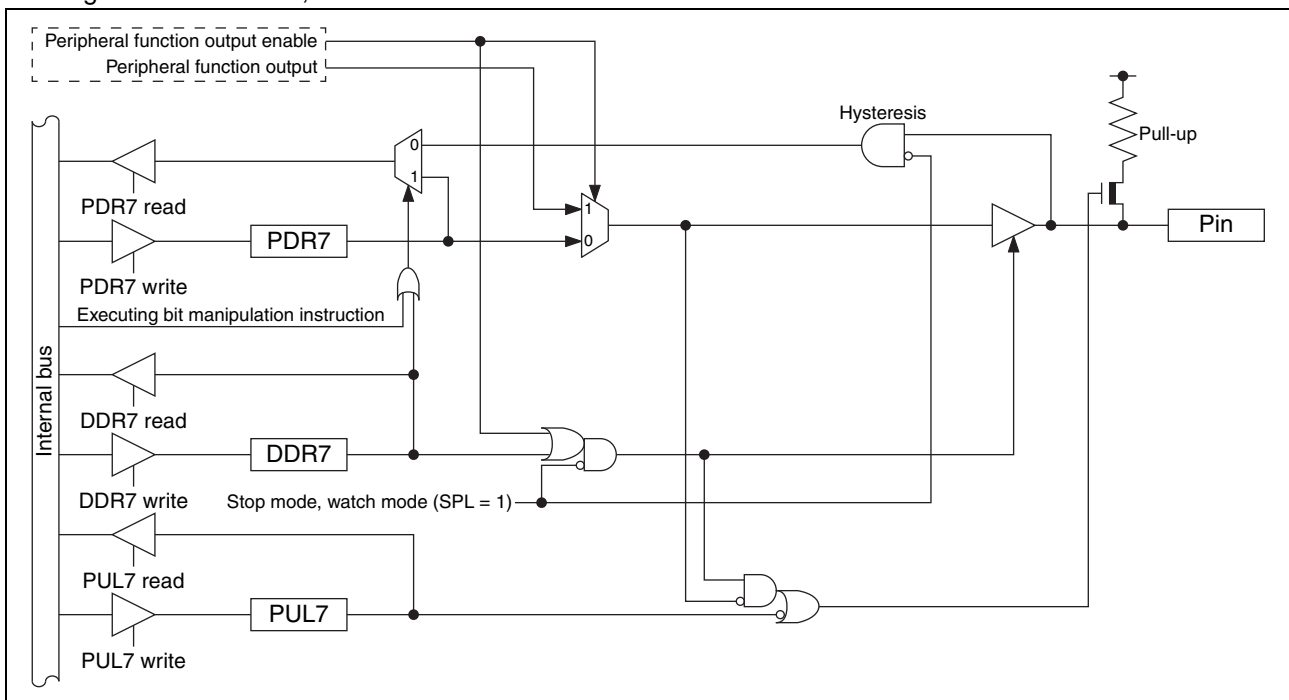 Peripheral function output enable
Peripheral function output
Hysteresis
Pull-up
0
1
PDR7 read
1
PDR7
0
Pin
PDR7 write
Executing bit manipulation instruction
Internal bus
DDR7 read
DDR7
DDR7 write
Stop mode, watch mode (SPL = 1)
PUL7 read
PUL7
PUL7 write